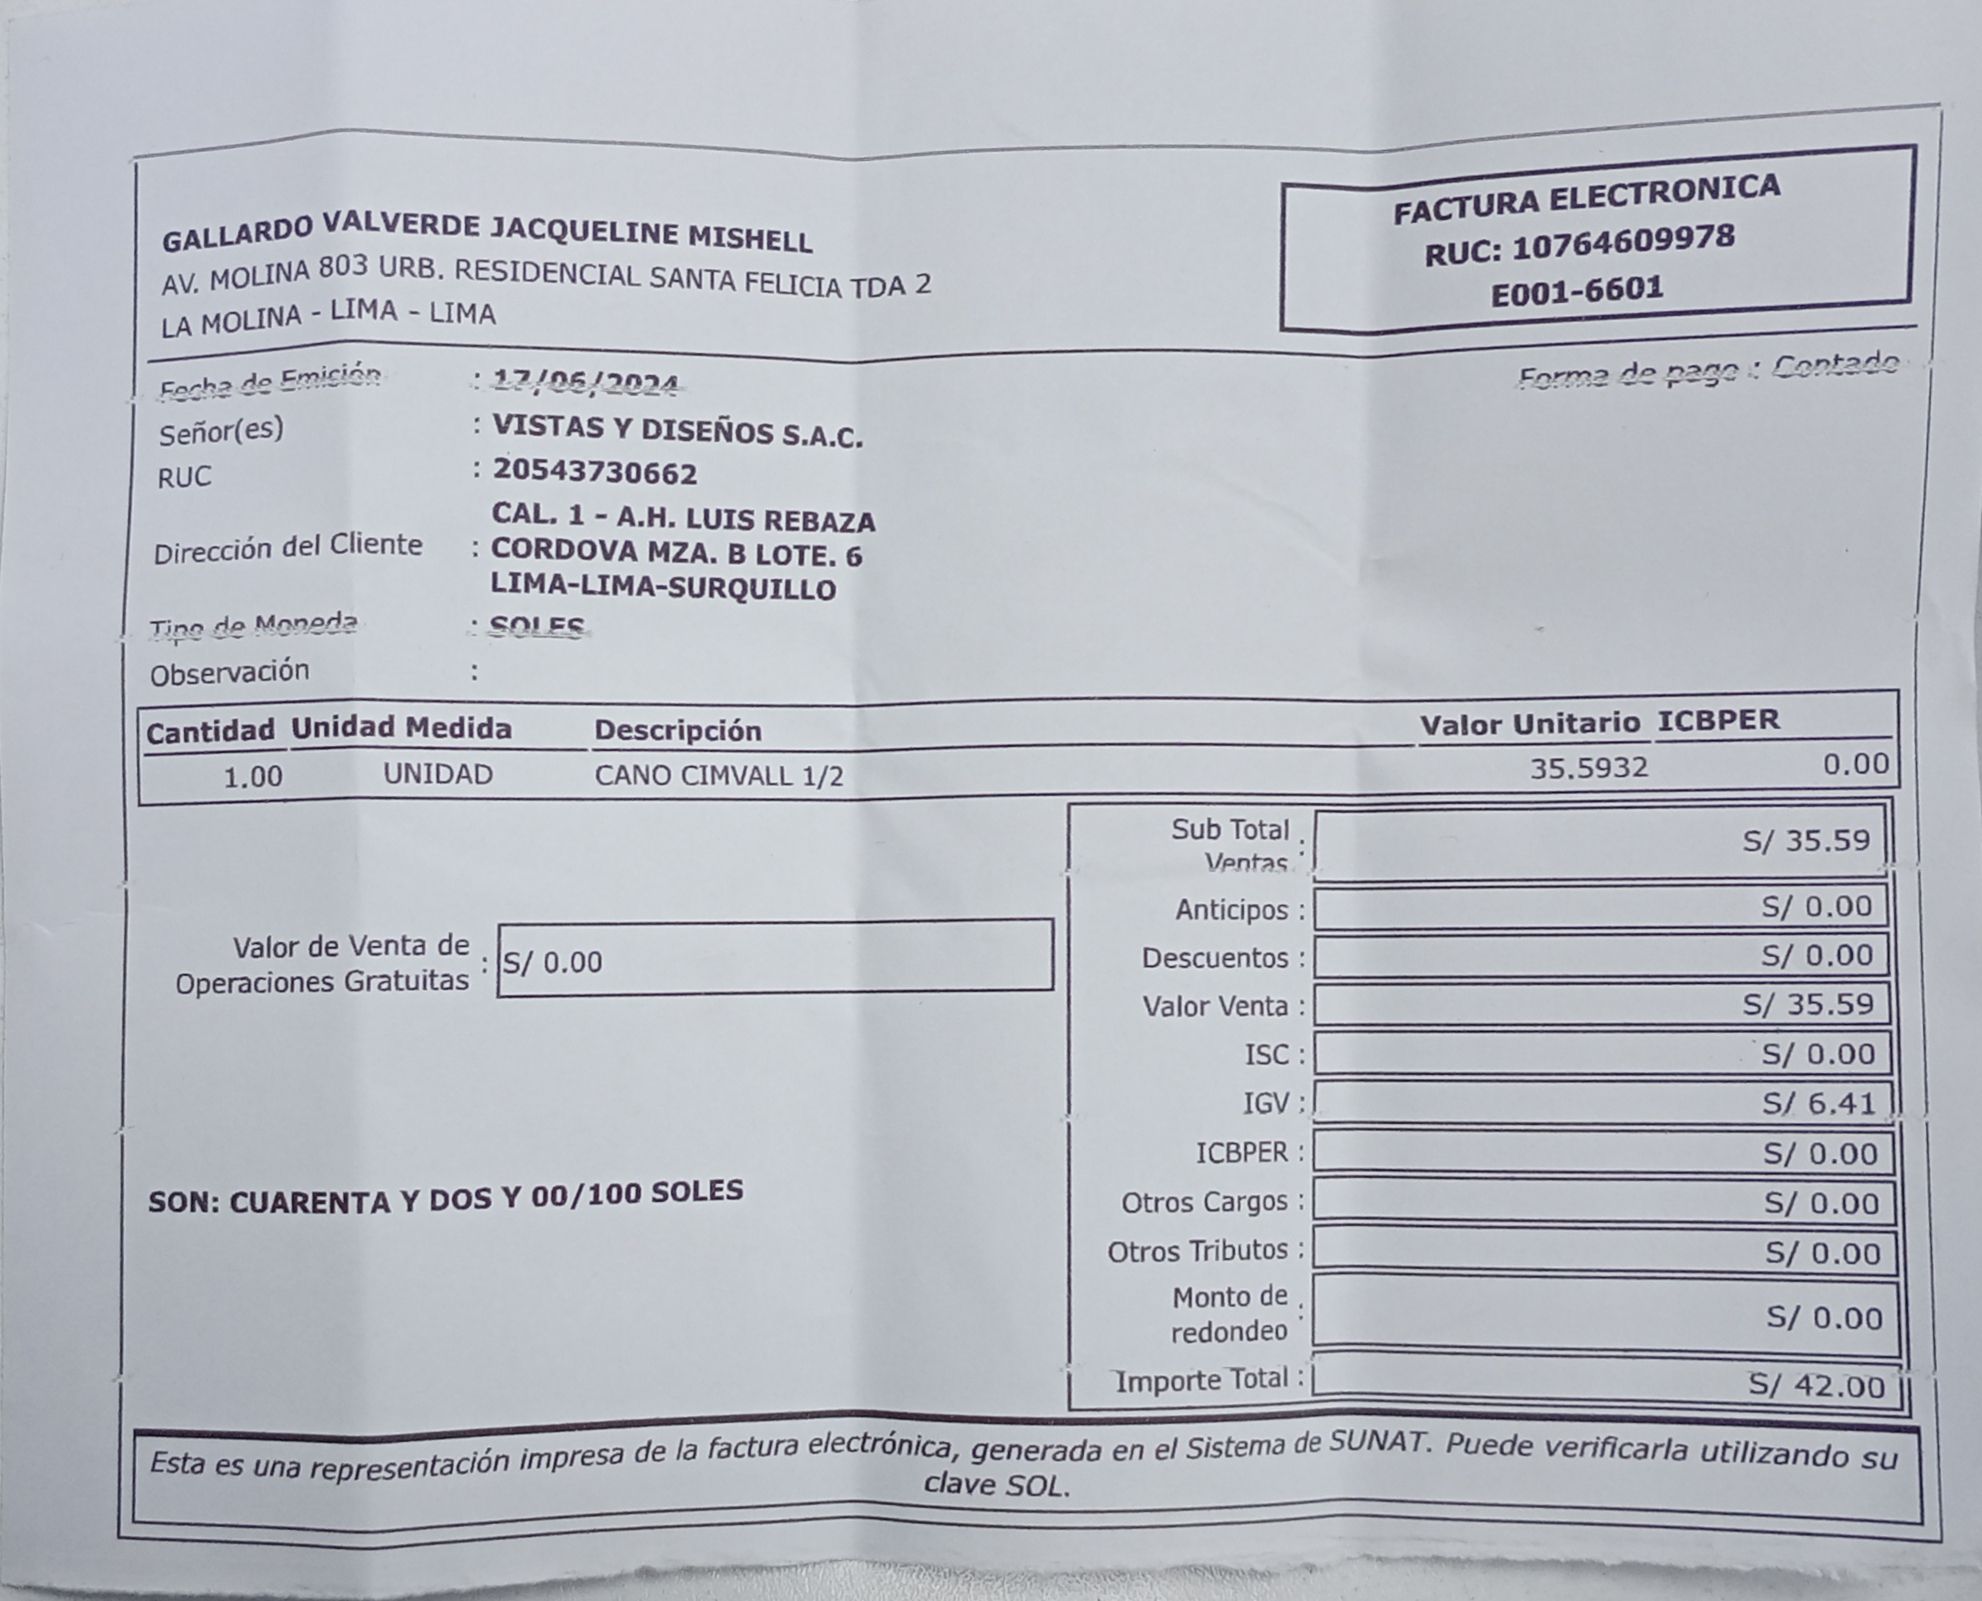 GALLARDO VALVERDE JACQUELINE MISHELL
AV. MOLINA 803 URB. RESIDENCIAL SANTA FELICIA TDA 2
LA MOLINA - LIMA - LIMA
FACTURA ELECTRONICA
RUC: 10764609978
E001-6601
Fecha de Emisión : 17/06/2024
Forma de pago : Contado
Señor(es) : VISTAS Y DISEÑOS S.A.C.
RUC : 20543730662
CAL. 1 - A.H. LUIS REBAZA
Dirección del Cliente : CORDOVA MZA. B LOTE. 6
LIMA-LIMA-SURQUILLO
Tipo de Moneda : SOLES
Observación :
Cantidad Unidad Medida Descripción Valor Unitario ICBPER
1.00 UNIDAD CANO CIMVALL 1/2 35.5932 0.00
Sub Total Ventas : S/ 35.59
Anticipos : S/ 0.00
Descuentos : S/ 0.00
Valor de Venta de
Operaciones Gratuitas : S/ 0.00
Valor Venta : S/ 35.59
ISC : S/ 0.00
IGV : S/ 6.41
ICBPER : S/ 0.00
SON: CUARENTA Y DOS Y 00/100 SOLES
Otros Cargos : S/ 0.00
Otros Tributos : S/ 0.00
Monto de redondeo : S/ 0.00
Importe Total : S/ 42.00
Esta es una representación impresa de la factura electrónica, generada en el Sistema de SUNAT. Puede verificarla utilizando su
clave SOL.